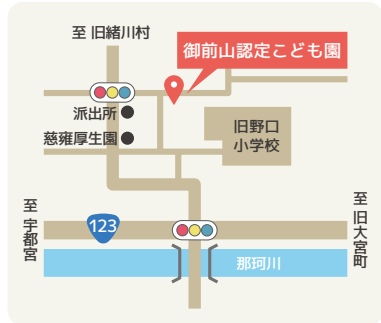 至 旧緒川村
御前山認定こども園
派出所
慈雍厚生園
旧野口
小学校
至 宇都宮
123
至 旧大宮町
那珂川